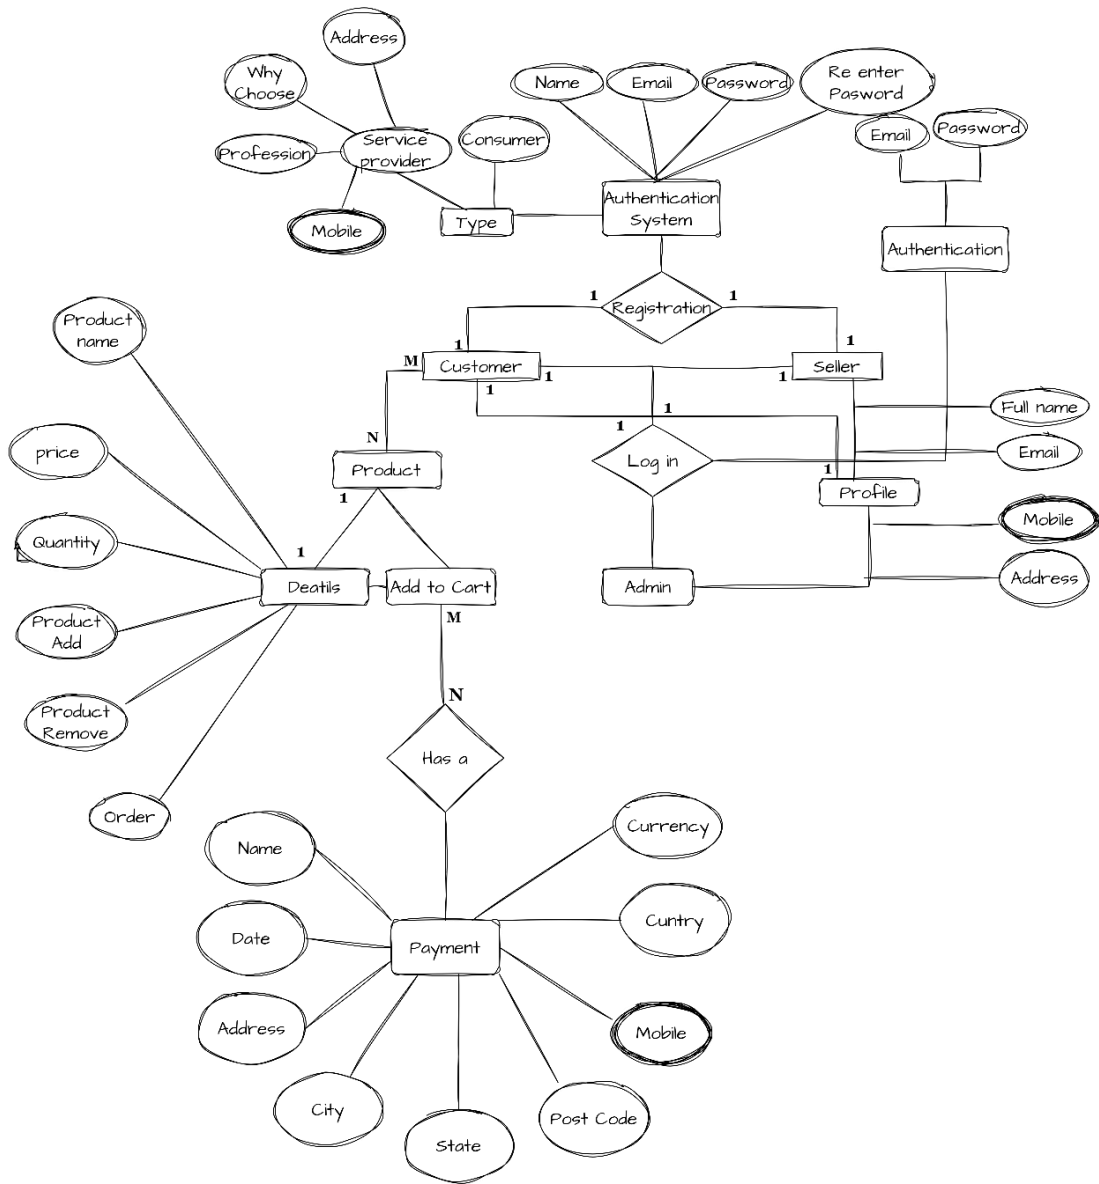 Address
Why
Choose
Service
provider
Profession
Mobile
Consumer
Type
Name
Email
Password
Re enter
Pasword
Email
Password
Authentication
System
Authentication
Registration
1
1
1
1
Customer
Seller
M
1
1
1
1
1
1
N
Product
1
Log in
Profile
Full name
Email
Mobile
Address
Admin
Product
name
price
Quantity
Product
Add
Product
Remove
Order
1
Deatils
Add to Cart
M
N
Has a
Name
Date
Address
City
State
Post Code
Mobile
Cuntry
Currency
Payment